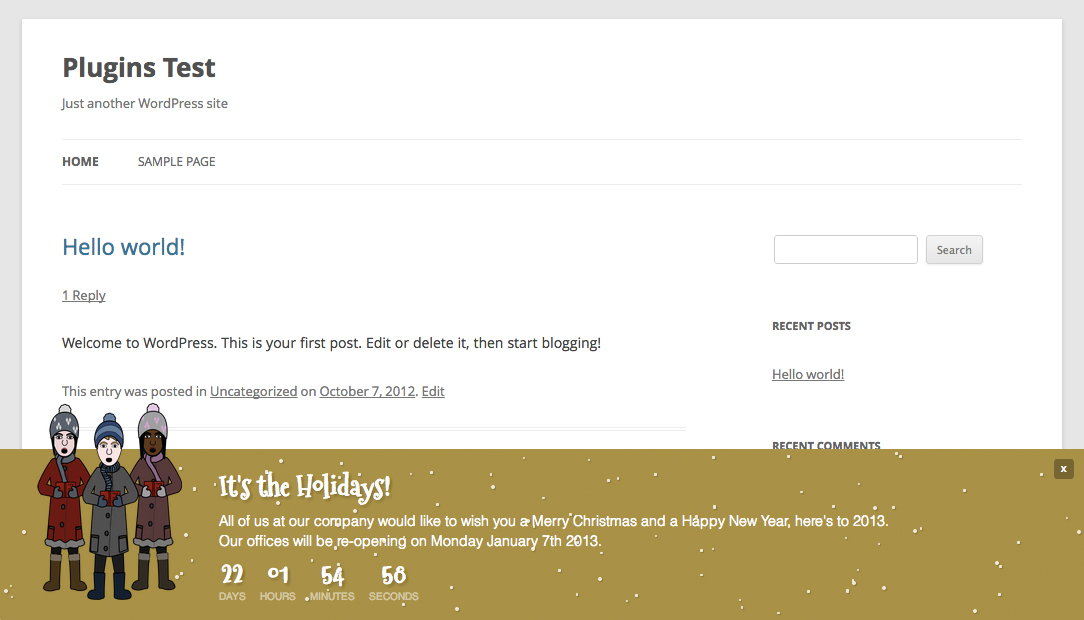 Plugins Test
Just another WordPress site
HOME SAMPLE PAGE
Hello world!
1 Reply
Welcome to WordPress. This is your first post. Edit or delete it, then start blogging!
This entry was posted in Uncategorized on October 7, 2012. Edit
Search
RECENT POSTS
Hello world!
RECENT COMMENTS
x
It's the Holidays!
All of us at our company would like to wish you a Merry Christmas and a Happy New Year, here's to 2013.
Our offices will be re-opening on Monday January 7th 2013.
22 01 54 58
DAYS HOURS MINUTES SECONDS